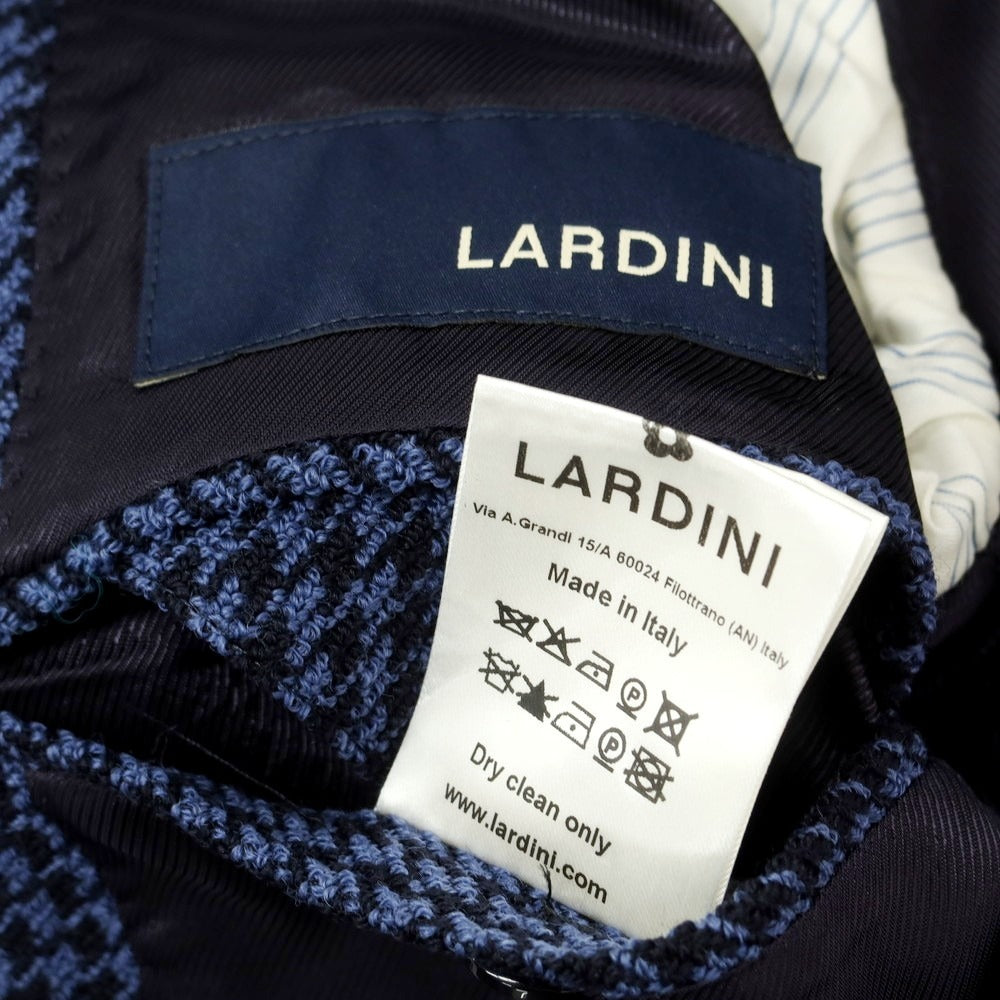 LARDINI
LARDINI
Via A.Grandi 15/A 60024 Filottrano (AN) Italy
Made in Italy
P
P
Dry clean only
www.lardini.com